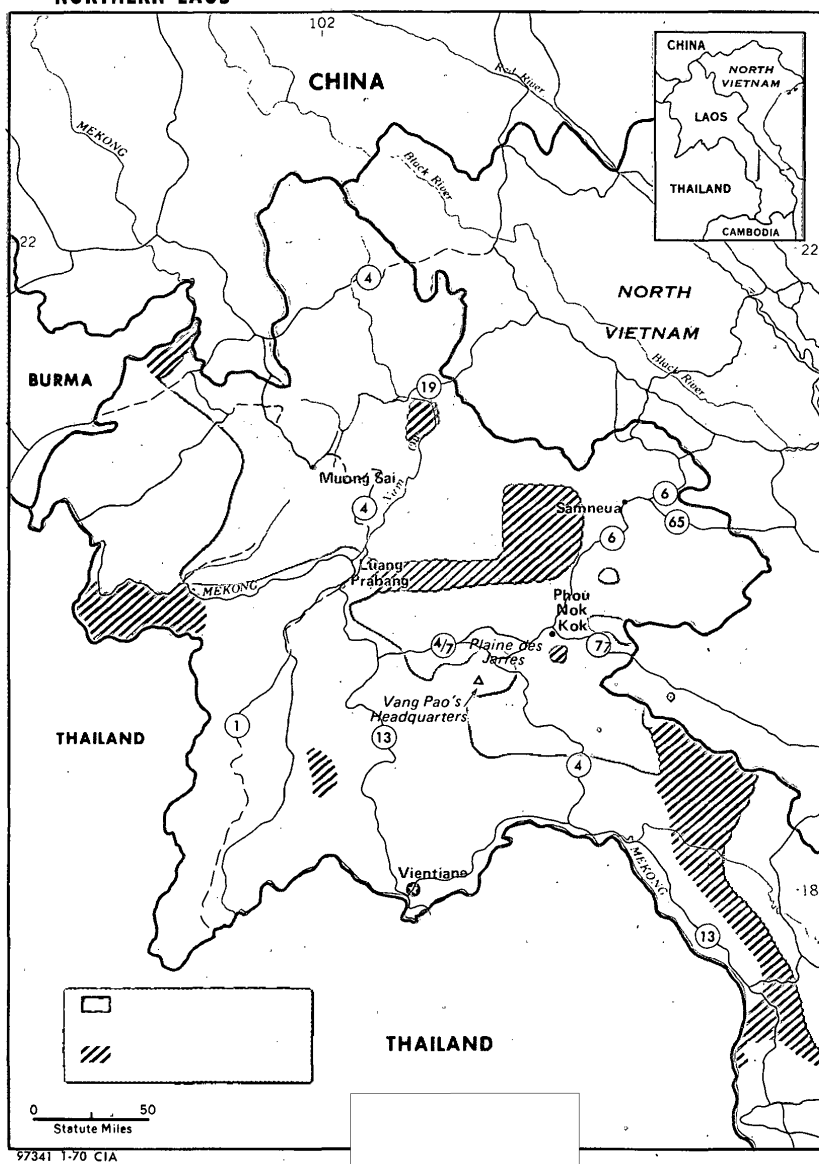 NORTHERN LAOS
102
CHINA
Red River
CHINA
NORTH
VIETNAM
LAOS
THAILAND
CAMBODIA
MEKONG
Black River
22
22
4
NORTH
VIETNAM
Black River
BURMA
19
Muong Sai
Nam
Ou
4
Samneua
6
65
6
Luang
Prabang
MEKONG
Phou
Nok
Kok
4/7
Plaine des
Jarres
7
Vang Pao's
Headquarters
THAILAND
1
13
4
MEKONG
Vientiane
18
13
THAILAND
0 50
Statute Miles
97341 1-70 CIA